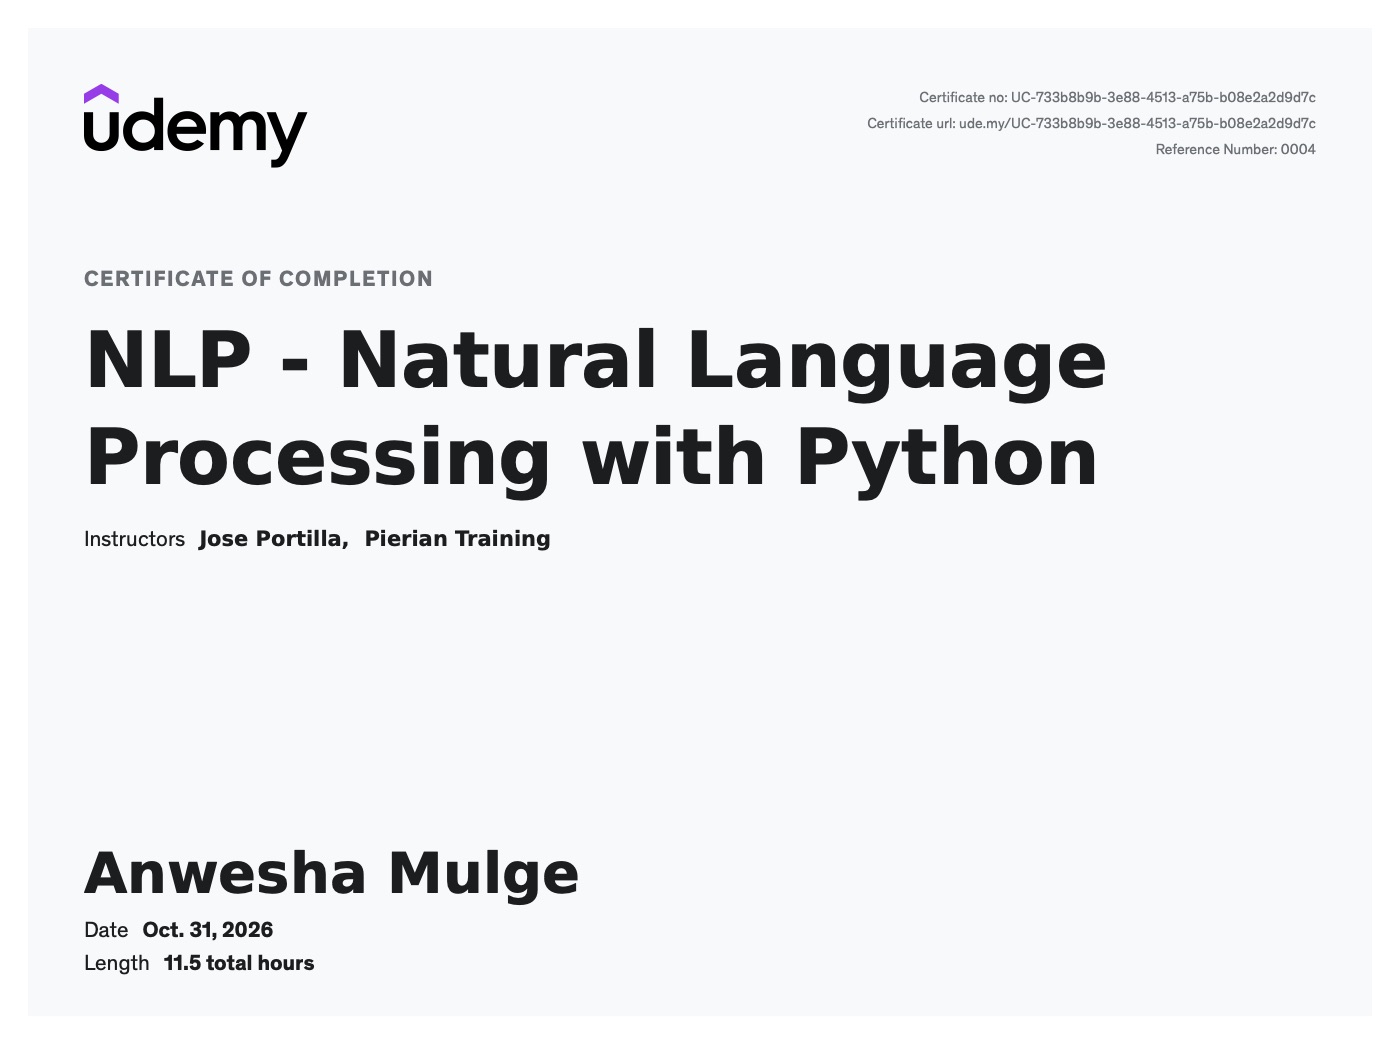 udemy
Certificate no: UC-733b8b9b-3e88-4513-a75b-b08e2a2d9d7c
Certificate url: ude.my/UC-733b8b9b-3e88-4513-a75b-b08e2a2d9d7c
Reference Number: 0004
CERTIFICATE OF COMPLETION
NLP - Natural Language
Processing with Python
Instructors Jose Portilla, Pierian Training
Anwesha Mulge
Date Oct. 31, 2026
Length 11.5 total hours